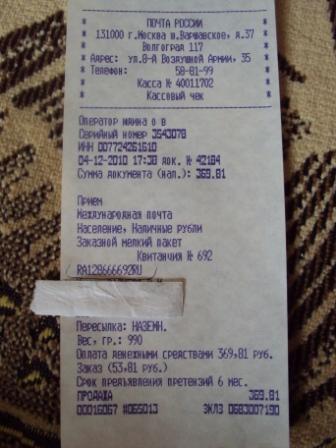 ПОЧТА РОССИИ
* 131000 г.Москва ш.Варшавское, д.37 *
* Волгоград 117 *
* Адрес: ул.8-й Воздушной Армии, 35 *
* Телефон: 58-81-99 *
* Касса № 40011702 *
* Кассовый чек *
Оператор о в
Серийный номер 3543078
ИНН 007724261610
04-12-2010 17:38 док. № 42184
Сумма документа (нал.): 369.81
Прием
Международная почта
Население, Наличные рубли
Заказной мелкий пакет
Квитанция № 692
RA128666692RU
Пересылка: НАЗЕМН.
Вес, гр.: 990
Оплата денежными средствами 369,81 руб.
Заказ (53,81 руб.)
Срок предъявления претензий 6 мес.
ПРОДАЖА 369.81
00016067 #065013 ЭКЛЗ 0683007190